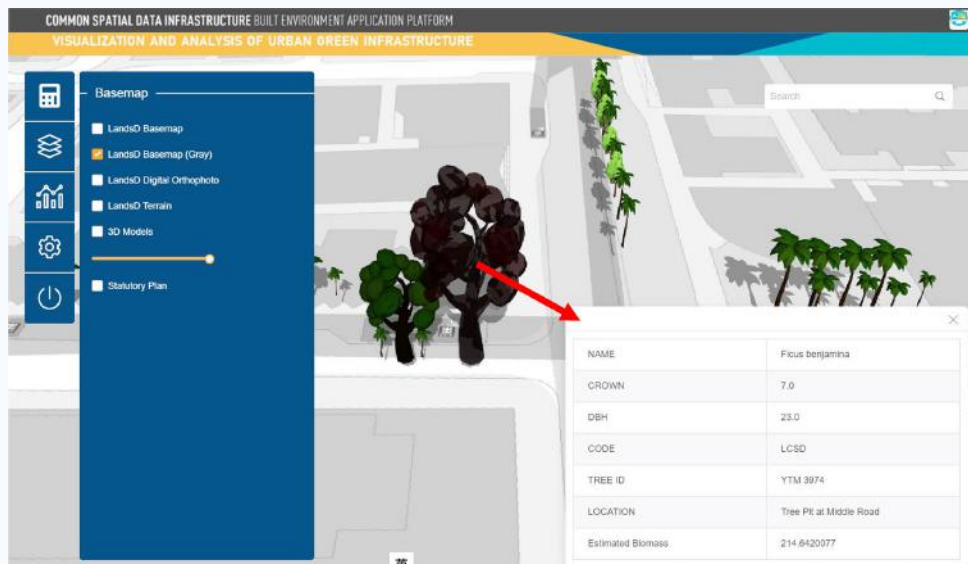 COMMON SPATIAL DATA INFRASTRUCTURE BUILT ENVIRONMENT APPLICATION PLATFORM
VISUALIZATION AND ANALYSIS OF URBAN GREEN INFRASTRUCTURE
Basemap
LandsD Basemap
LandsD Basemap (Gray)
LandsD Digital Orthophoto
LandsD Terrain
3D Models
Statutory Plan
Search
NAME Ficus benjamina
CROWN 7.0
DBH 23.0
CODE LCSD
TREE ID YTM 3974
LOCATION Tree Pit at Middle Road
Estimated Biomass 214.6420077